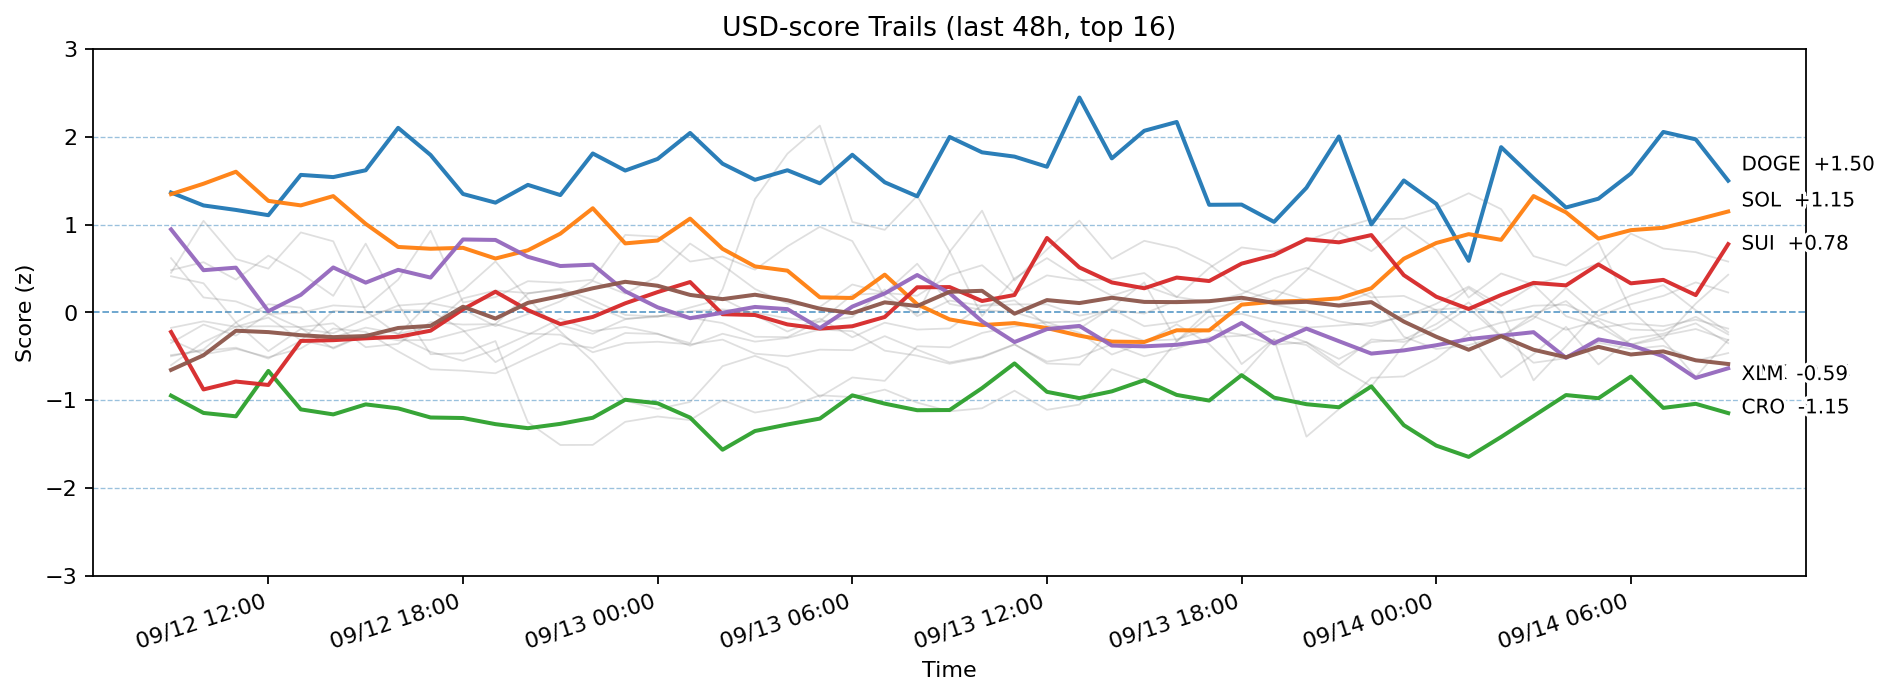 USD-score Trails (last 48h, top 16)
3
2
1
0
−1
−2
−3
Score (z)
DOGE +1.50
SOL +1.15
SUI +0.78
-0.59
CRO -1.15
09/12 12:00
09/12 18:00
09/13 00:00
09/13 06:00
09/13 12:00
09/13 18:00
09/14 00:00
09/14 06:00
Time